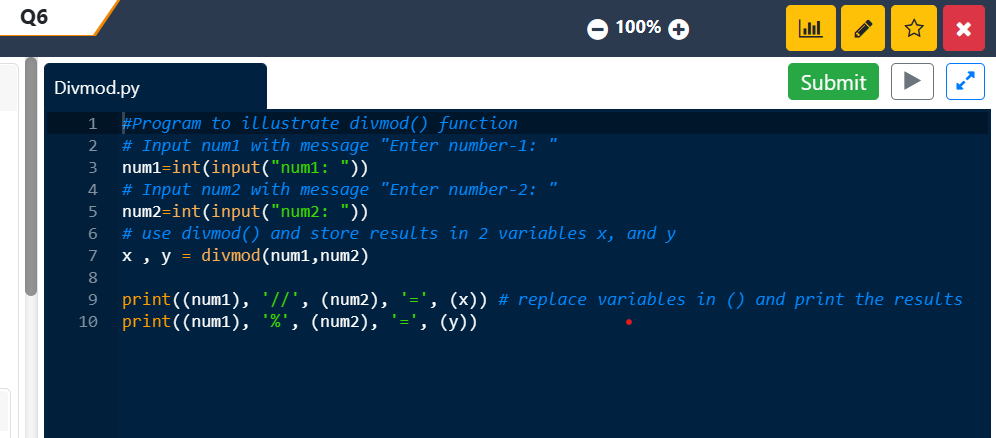 Q6
100%
Submit
Divmod.py
1 #Program to illustrate divmod() function
2 # Input num1 with message "Enter number-1: "
3 num1=int(input("num1: "))
4 # Input num2 with message "Enter number-2: "
5 num2=int(input("num2: "))
6 # use divmod() and store results in 2 variables x, and y
7 x , y = divmod(num1,num2)
8
9 print((num1), '//', (num2), '=', (x)) # replace variables in () and print the results
10 print((num1), '%', (num2), '=', (y))